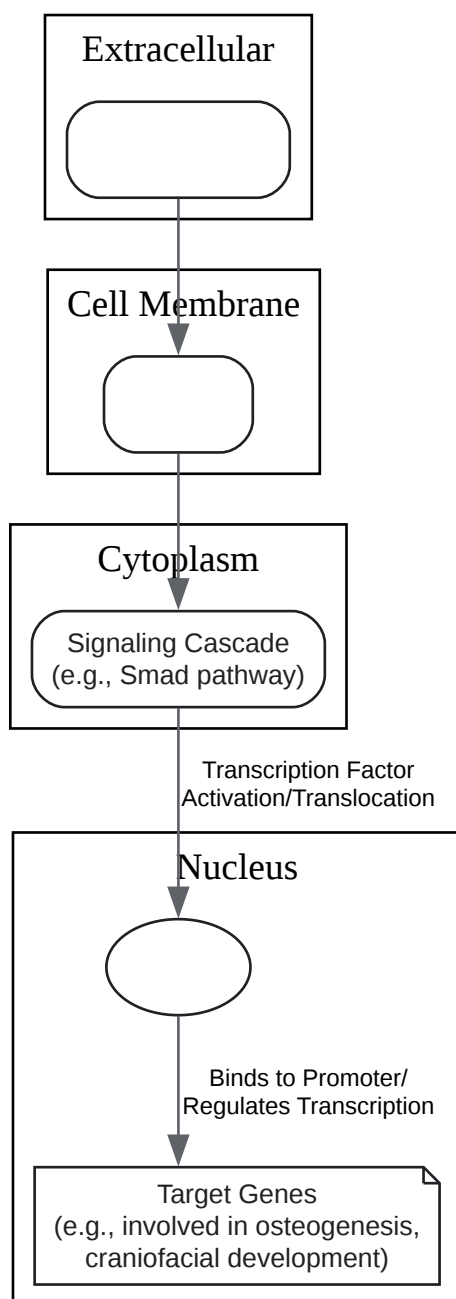 Extracellular
Cell Membrane
Cytoplasm
Signaling Cascade
(e.g., Smad pathway)
Transcription Factor
Activation/Translocation
Nucleus
Binds to Promoter/
Regulates Transcription
Target Genes
(e.g., involved in osteogenesis,
craniofacial development)